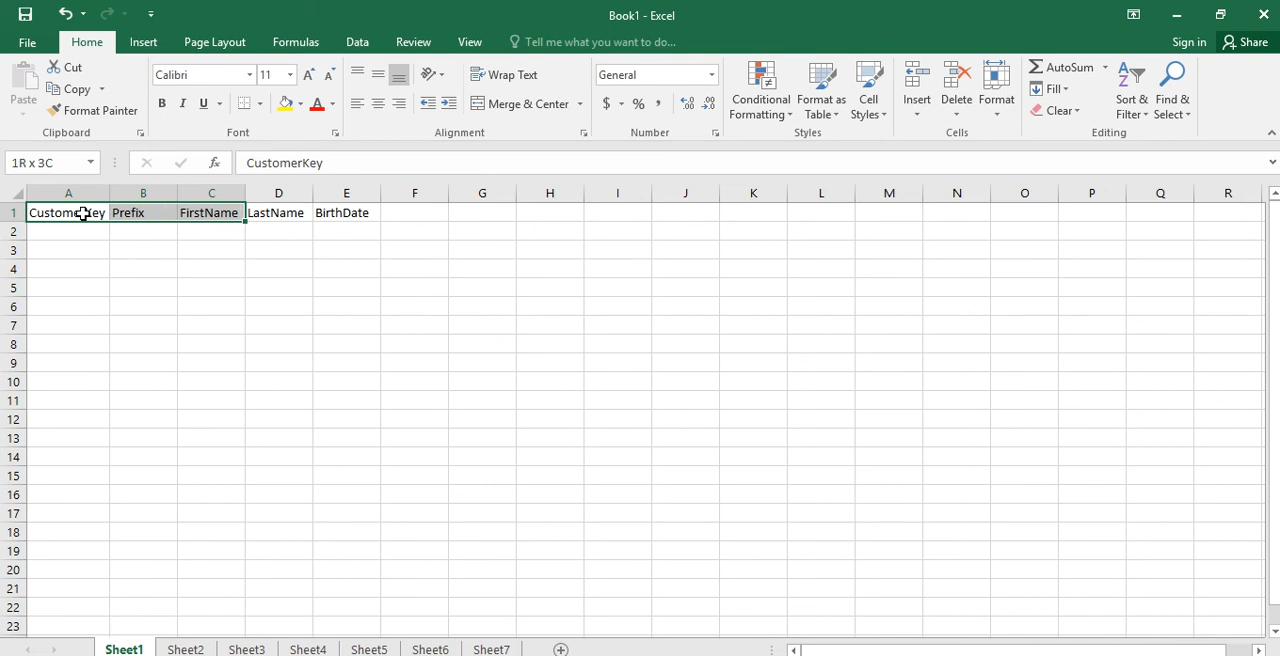 Book1 - Excel
File Home Insert Page Layout Formulas Data Review View Tell me what you want to do... Sign in Share
Paste
Cut
Copy
Format Painter
Clipboard
Calibri 11
B I U A
Font
Wrap Text
Merge & Center
Alignment
General
$ % ,
Number
Conditional Formatting
Format as Table
Cell Styles
Styles
Insert
Delete
Format
Cells
AutoSum
Fill
Clear
Sort & Filter
Find & Select
Editing
1R x 3C fx CustomerKey
A B C D E F G H I J K L M N O P Q R
1 CustomerKey Prefix FirstName LastName BirthDate
2
3
4
5
6
7
8
9
10
11
12
13
14
15
16
17
18
19
20
21
22
23
Sheet1 Sheet2 Sheet3 Sheet4 Sheet5 Sheet6 Sheet7